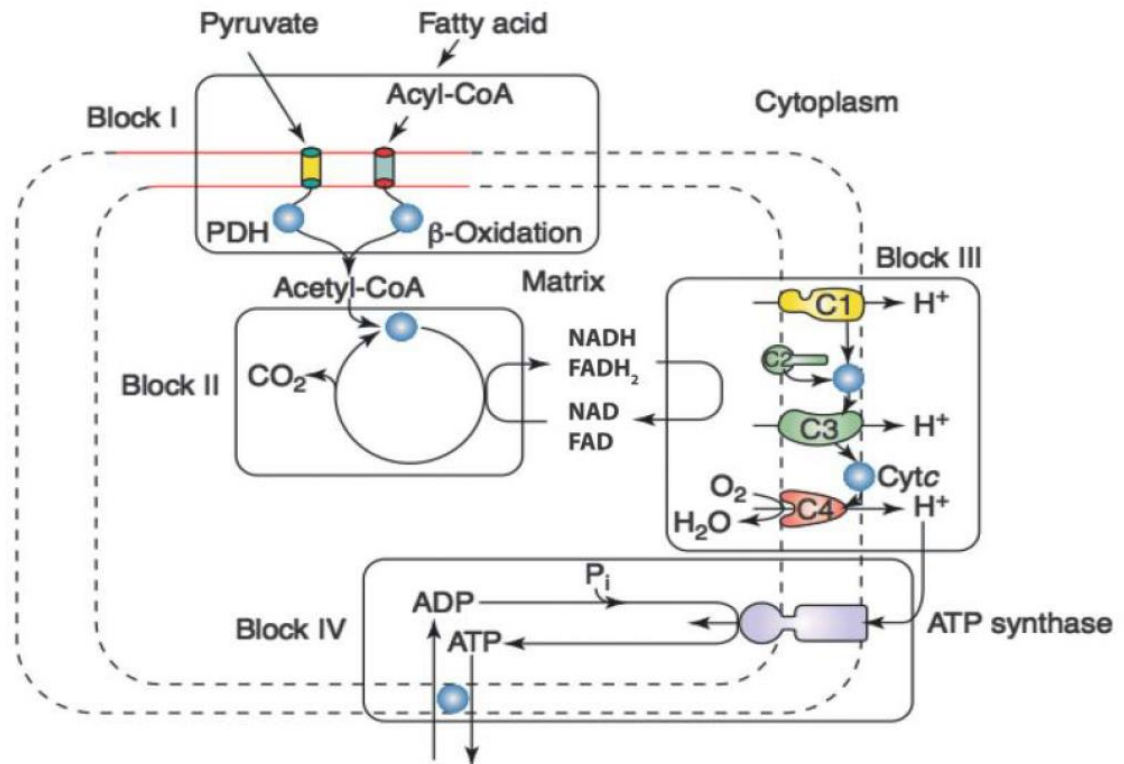 Pyruvate
Fatty acid
Acyl-CoA
Cytoplasm
Block I
PDH
β-Oxidation
Block III
Acetyl-CoA
Matrix
C1
H⁺
NADH
FADH₂
C2
Block II
CO₂
NAD
FAD
C3
H⁺
Cytc
O₂
C4
H⁺
H₂O
Pᵢ
ADP
Block IV
ATP
ATP synthase